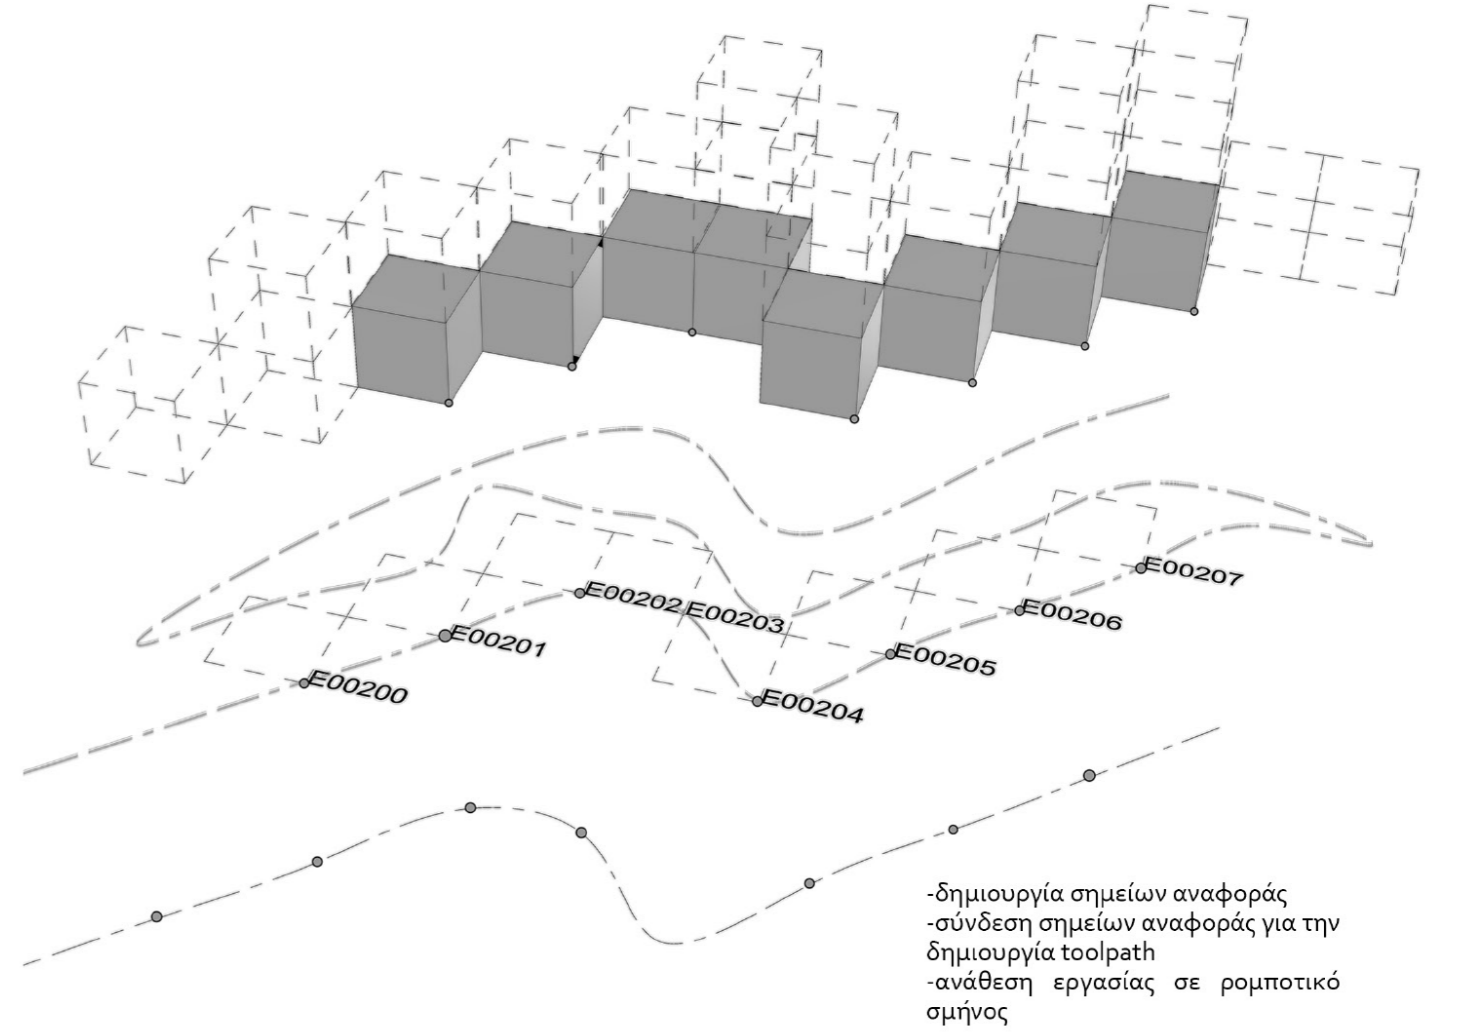 E00207
E00202 E00203
E00206
E00201
E00205
E00200
E00204
-δημιουργία σημείων αναφοράς
-σύνδεση σημείων αναφοράς για την
δημιουργία toolpath
-ανάθεση εργασίας σε ρομποτικό
σμήνος